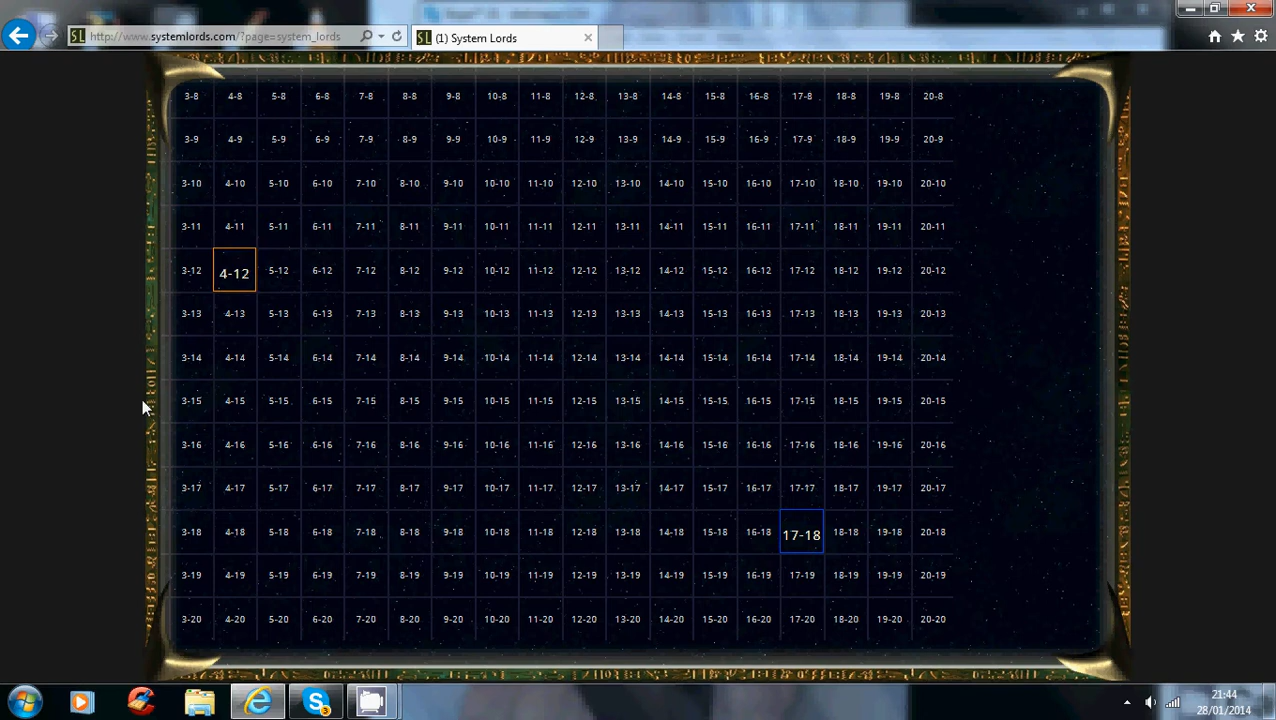 http://www.systemlords.com/?page=system_lords
SL (1) System Lords
3-8 4-8 5-8 6-8 7-8 8-8 9-8 10-8 11-8 12-8 13-8 14-8 15-8 16-8 17-8 18-8 19-8 20-8
3-9 4-9 5-9 6-9 7-9 8-9 9-9 10-9 11-9 12-9 13-9 14-9 15-9 16-9 17-9 18-9 19-9 20-9
3-10 4-10 5-10 6-10 7-10 8-10 9-10 10-10 11-10 12-10 13-10 14-10 15-10 16-10 17-10 18-10 19-10 20-10
3-11 4-11 5-11 6-11 7-11 8-11 9-11 10-11 11-11 12-11 13-11 14-11 15-11 16-11 17-11 18-11 19-11 20-11
3-12 4-12 5-12 6-12 7-12 8-12 9-12 10-12 11-12 12-12 13-12 14-12 15-12 16-12 17-12 18-12 19-12 20-12
3-13 4-13 5-13 6-13 7-13 8-13 9-13 10-13 11-13 12-13 13-13 14-13 15-13 16-13 17-13 18-13 19-13 20-13
3-14 4-14 5-14 6-14 7-14 8-14 9-14 10-14 11-14 12-14 13-14 14-14 15-14 16-14 17-14 18-14 19-14 20-14
3-15 4-15 5-15 6-15 7-15 8-15 9-15 10-15 11-15 12-15 13-15 14-15 15-15 16-15 17-15 18-15 19-15 20-15
3-16 4-16 5-16 6-16 7-16 8-16 9-16 10-16 11-16 12-16 13-16 14-16 15-16 16-16 17-16 18-16 19-16 20-16
3-17 4-17 5-17 6-17 7-17 8-17 9-17 10-17 11-17 12-17 13-17 14-17 15-17 16-17 17-17 18-17 19-17 20-17
3-18 4-18 5-18 6-18 7-18 8-18 9-18 10-18 11-18 12-18 13-18 14-18 15-18 16-18 17-18 18-18 19-18 20-18
3-19 4-19 5-19 6-19 7-19 8-19 9-19 10-19 11-19 12-19 13-19 14-19 15-19 16-19 17-19 18-19 19-19 20-19
3-20 4-20 5-20 6-20 7-20 8-20 9-20 10-20 11-20 12-20 13-20 14-20 15-20 16-20 17-20 18-20 19-20 20-20
3
21:44
28/01/2014